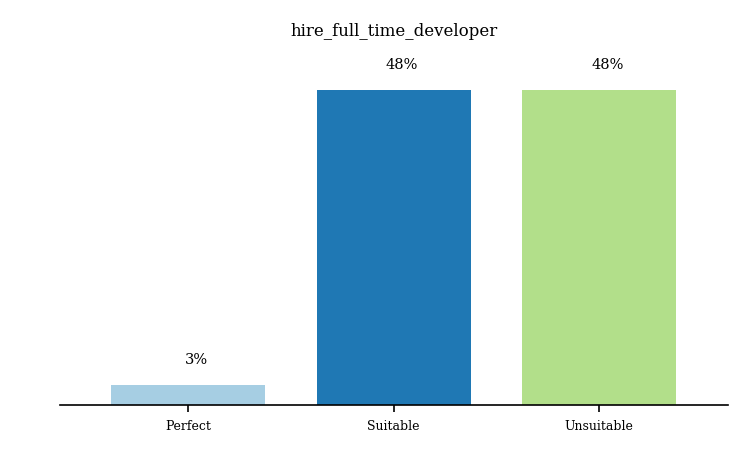 hire_full_time_developer
48%
48%
3%
Perfect
Suitable
Unsuitable